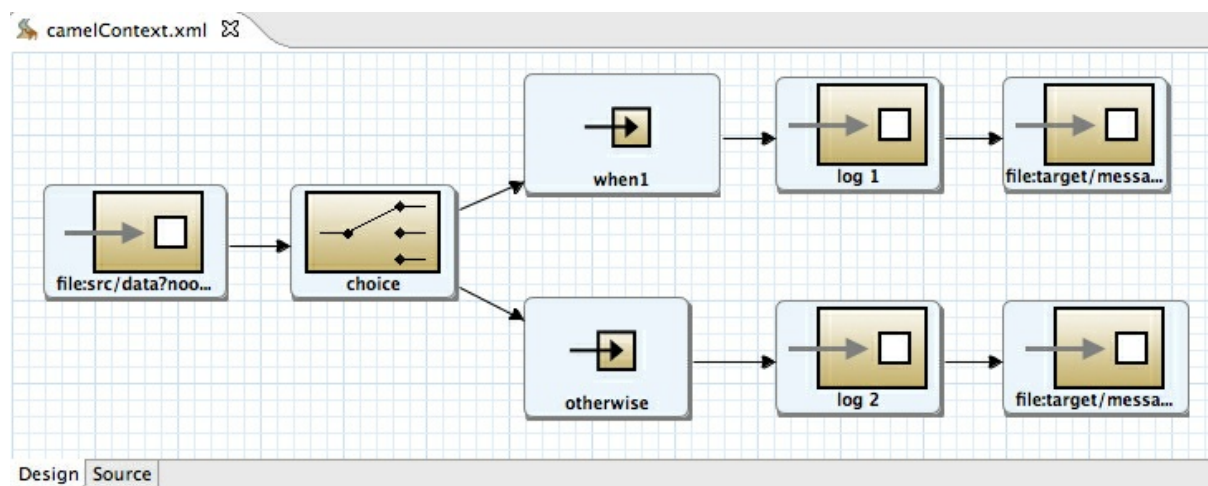 camelContext.xml
when1
log 1
file:target/messa...
file:src/data?noo...
choice
otherwise
log 2
file:target/messa...
Design
Source